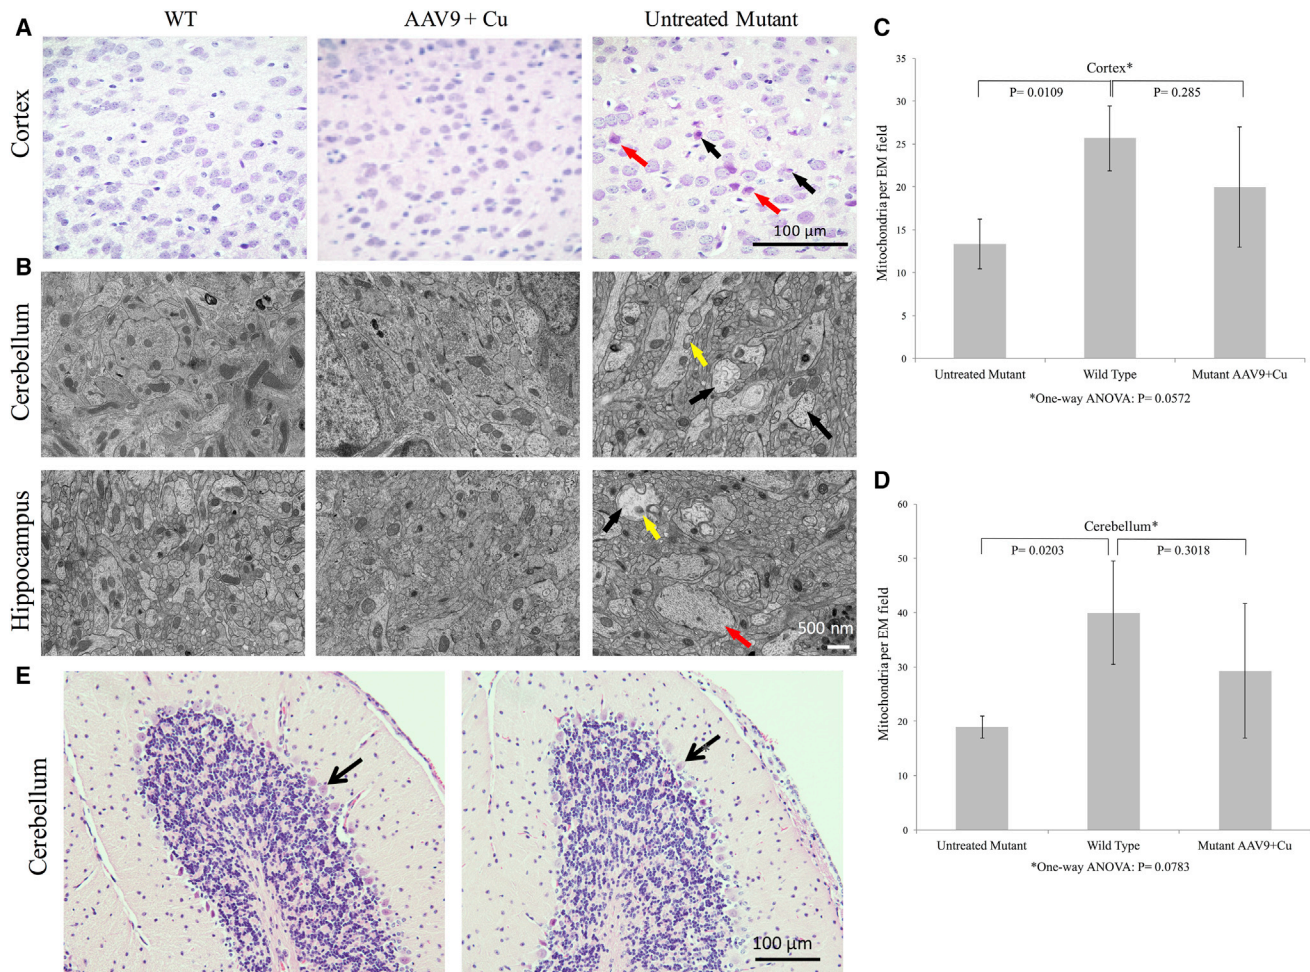 WT
AAV9 + Cu
Untreated Mutant
A
Cortex
100 µm
B
Cerebellum
Hippocampus
500 nm
E
Cerebellum
100 µm
C
Cortex*
P= 0.0109
P= 0.285
Mitochondria per EM field
35
30
25
20
15
10
5
0
Untreated Mutant
Wild Type
Mutant AAV9+Cu
*One-way ANOVA: P= 0.0572
D
Cerebellum*
P= 0.0203
P= 0.3018
Mitochondria per EM field
60
50
40
30
20
10
0
Untreated Mutant
Wild Type
Mutant AAV9+Cu
*One-way ANOVA: P= 0.0783